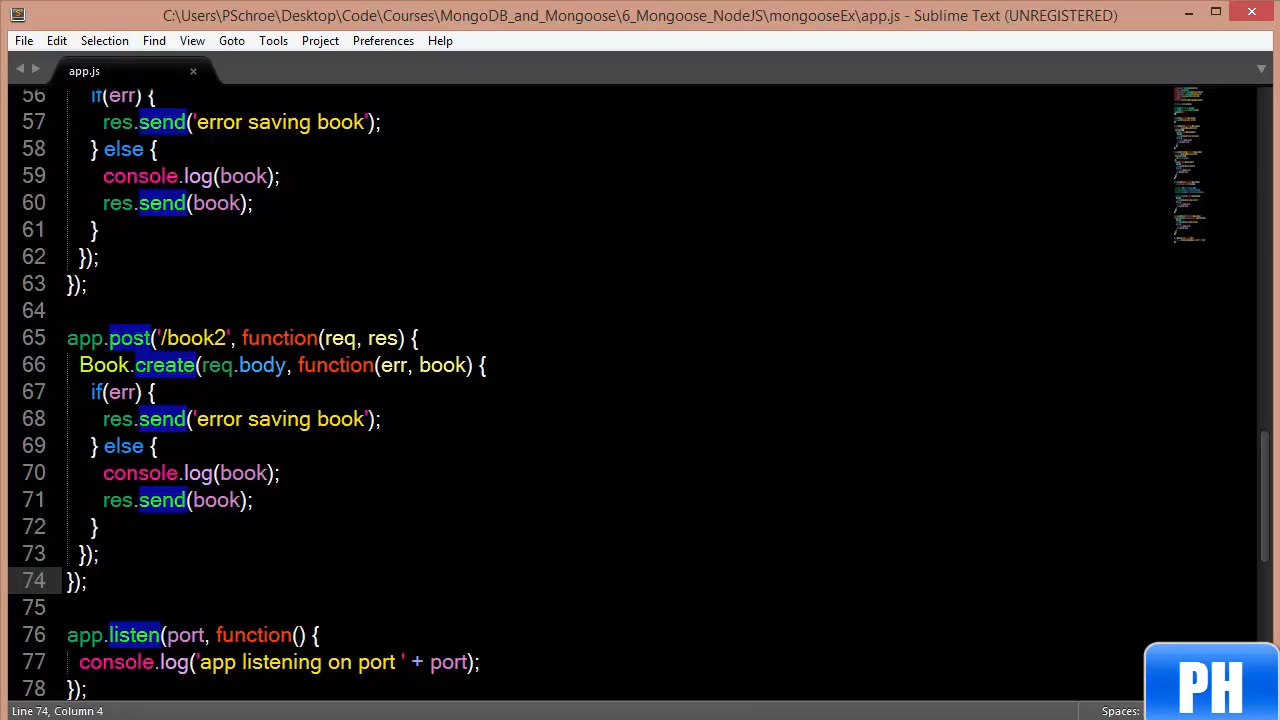 C:\Users\PSchroe\Desktop\Code\Courses\MongoDB_and_Mongoose\6_Mongoose_NodeJS\mongooseEx\app.js - Sublime Text (UNREGISTERED)
File Edit Selection Find View Goto Tools Project Preferences Help
app.js
56 if(err) {
57 res.send('error saving book');
58 } else {
59 console.log(book);
60 res.send(book);
61 }
62 });
63 });
64
65 app.post('/book2', function(req, res) {
66 Book.create(req.body, function(err, book) {
67 if(err) {
68 res.send('error saving book');
69 } else {
70 console.log(book);
71 res.send(book);
72 }
73 });
74 });
75
76 app.listen(port, function() {
77 console.log('app listening on port ' + port);
78 });
Line 74, Column 4
Spaces:
PH